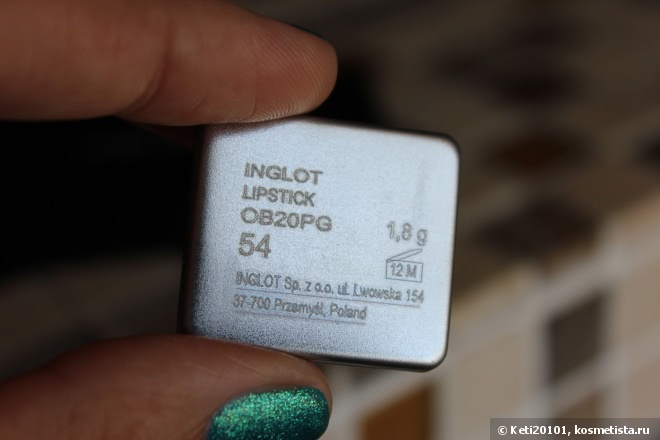 INGLOT
LIPSTICK
OB20PG
54
1,8 g
12 M
INGLOT Sp. z o.o. ul. Lwowska 154
37-700 Przemyśl, Poland
© Keti20101, kosmetista.ru